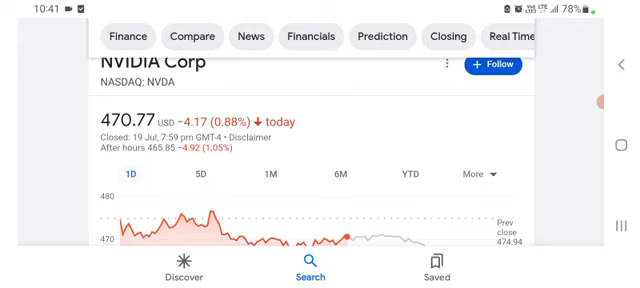 10:41 78%
Finance Compare News Financials Prediction Closing Real Time
NVIDIA Corp
NASDAQ: NVDA
+ Follow
470.77 USD −4.17 (0.88%) today
Closed: 19 Jul, 7:59 pm GMT-4 • Disclaimer
After hours 465.85 −4.92 (1.05%)
1D 5D 1M 6M YTD More
480
470
Prev
close
474.94
Discover Search Saved